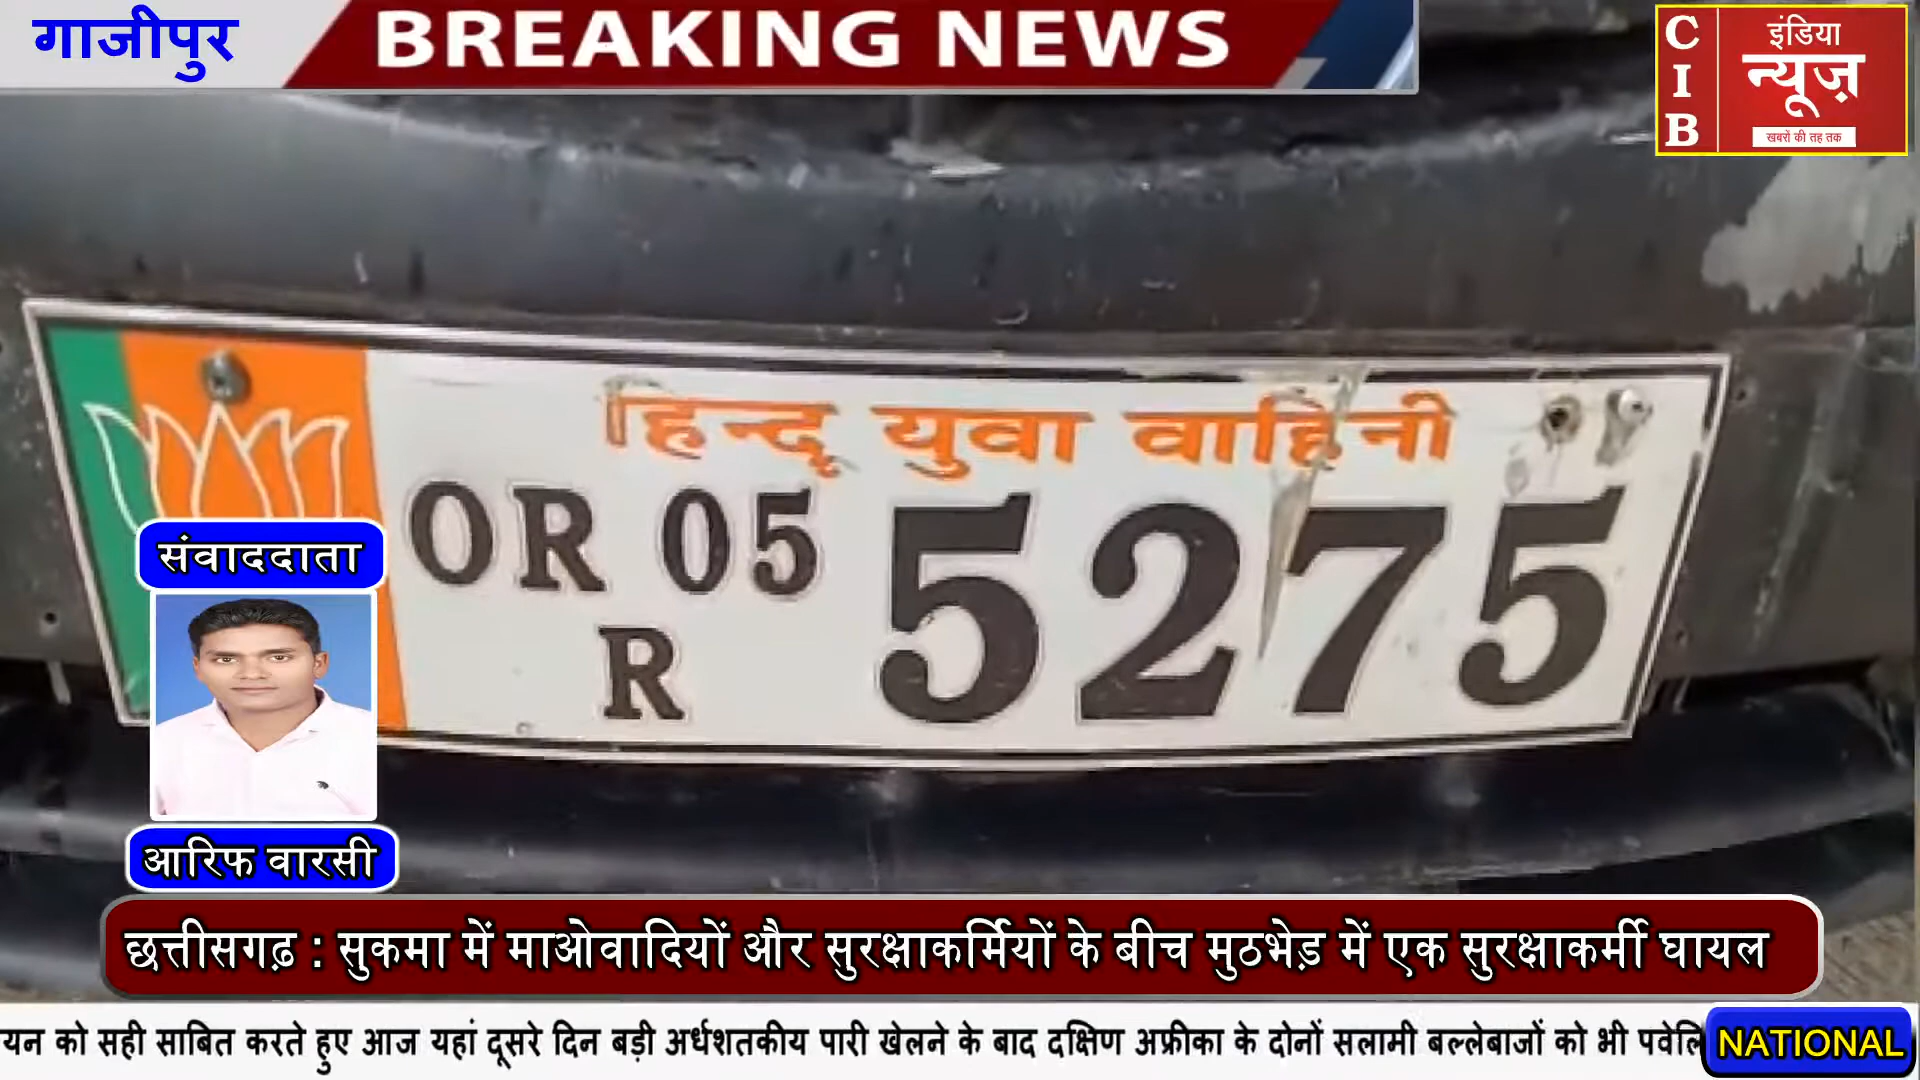 गाजीपुर
BREAKING NEWS
CIB
इंडिया
न्यूज़
खबरों की तह तक
हिन्दू युवा वाहिनी
OR 05
R
5275
संवाददाता
आरिफ वारसी
छत्तीसगढ़ : सुकमा में माओवादियों और सुरक्षाकर्मियों के बीच मुठभेड़ में एक सुरक्षाकर्मी घायल
यन को सही साबित करते हुए आज यहां दूसरे दिन बड़ी अर्धशतकीय पारी खेलने के बाद दक्षिण अफ्रीका के दोनों सलामी बल्लेबाजों को भी पवेलि
NATIONAL